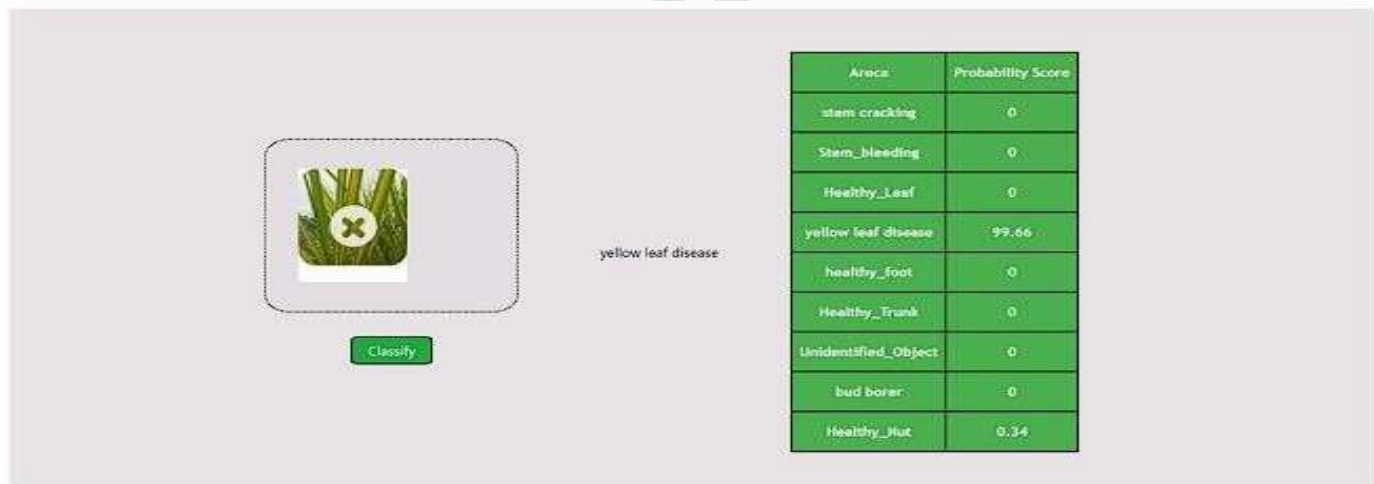 Areca Probability Score
stem cracking 0
Stem_bleeding 0
Healthy_Leaf 0
yellow leaf disease 99.66
healthy_foot 0
Healthy_Trunk 0
Unidentified_Object 0
bud borer 0
Healthy_Nut 0.34
yellow leaf disease
Classify